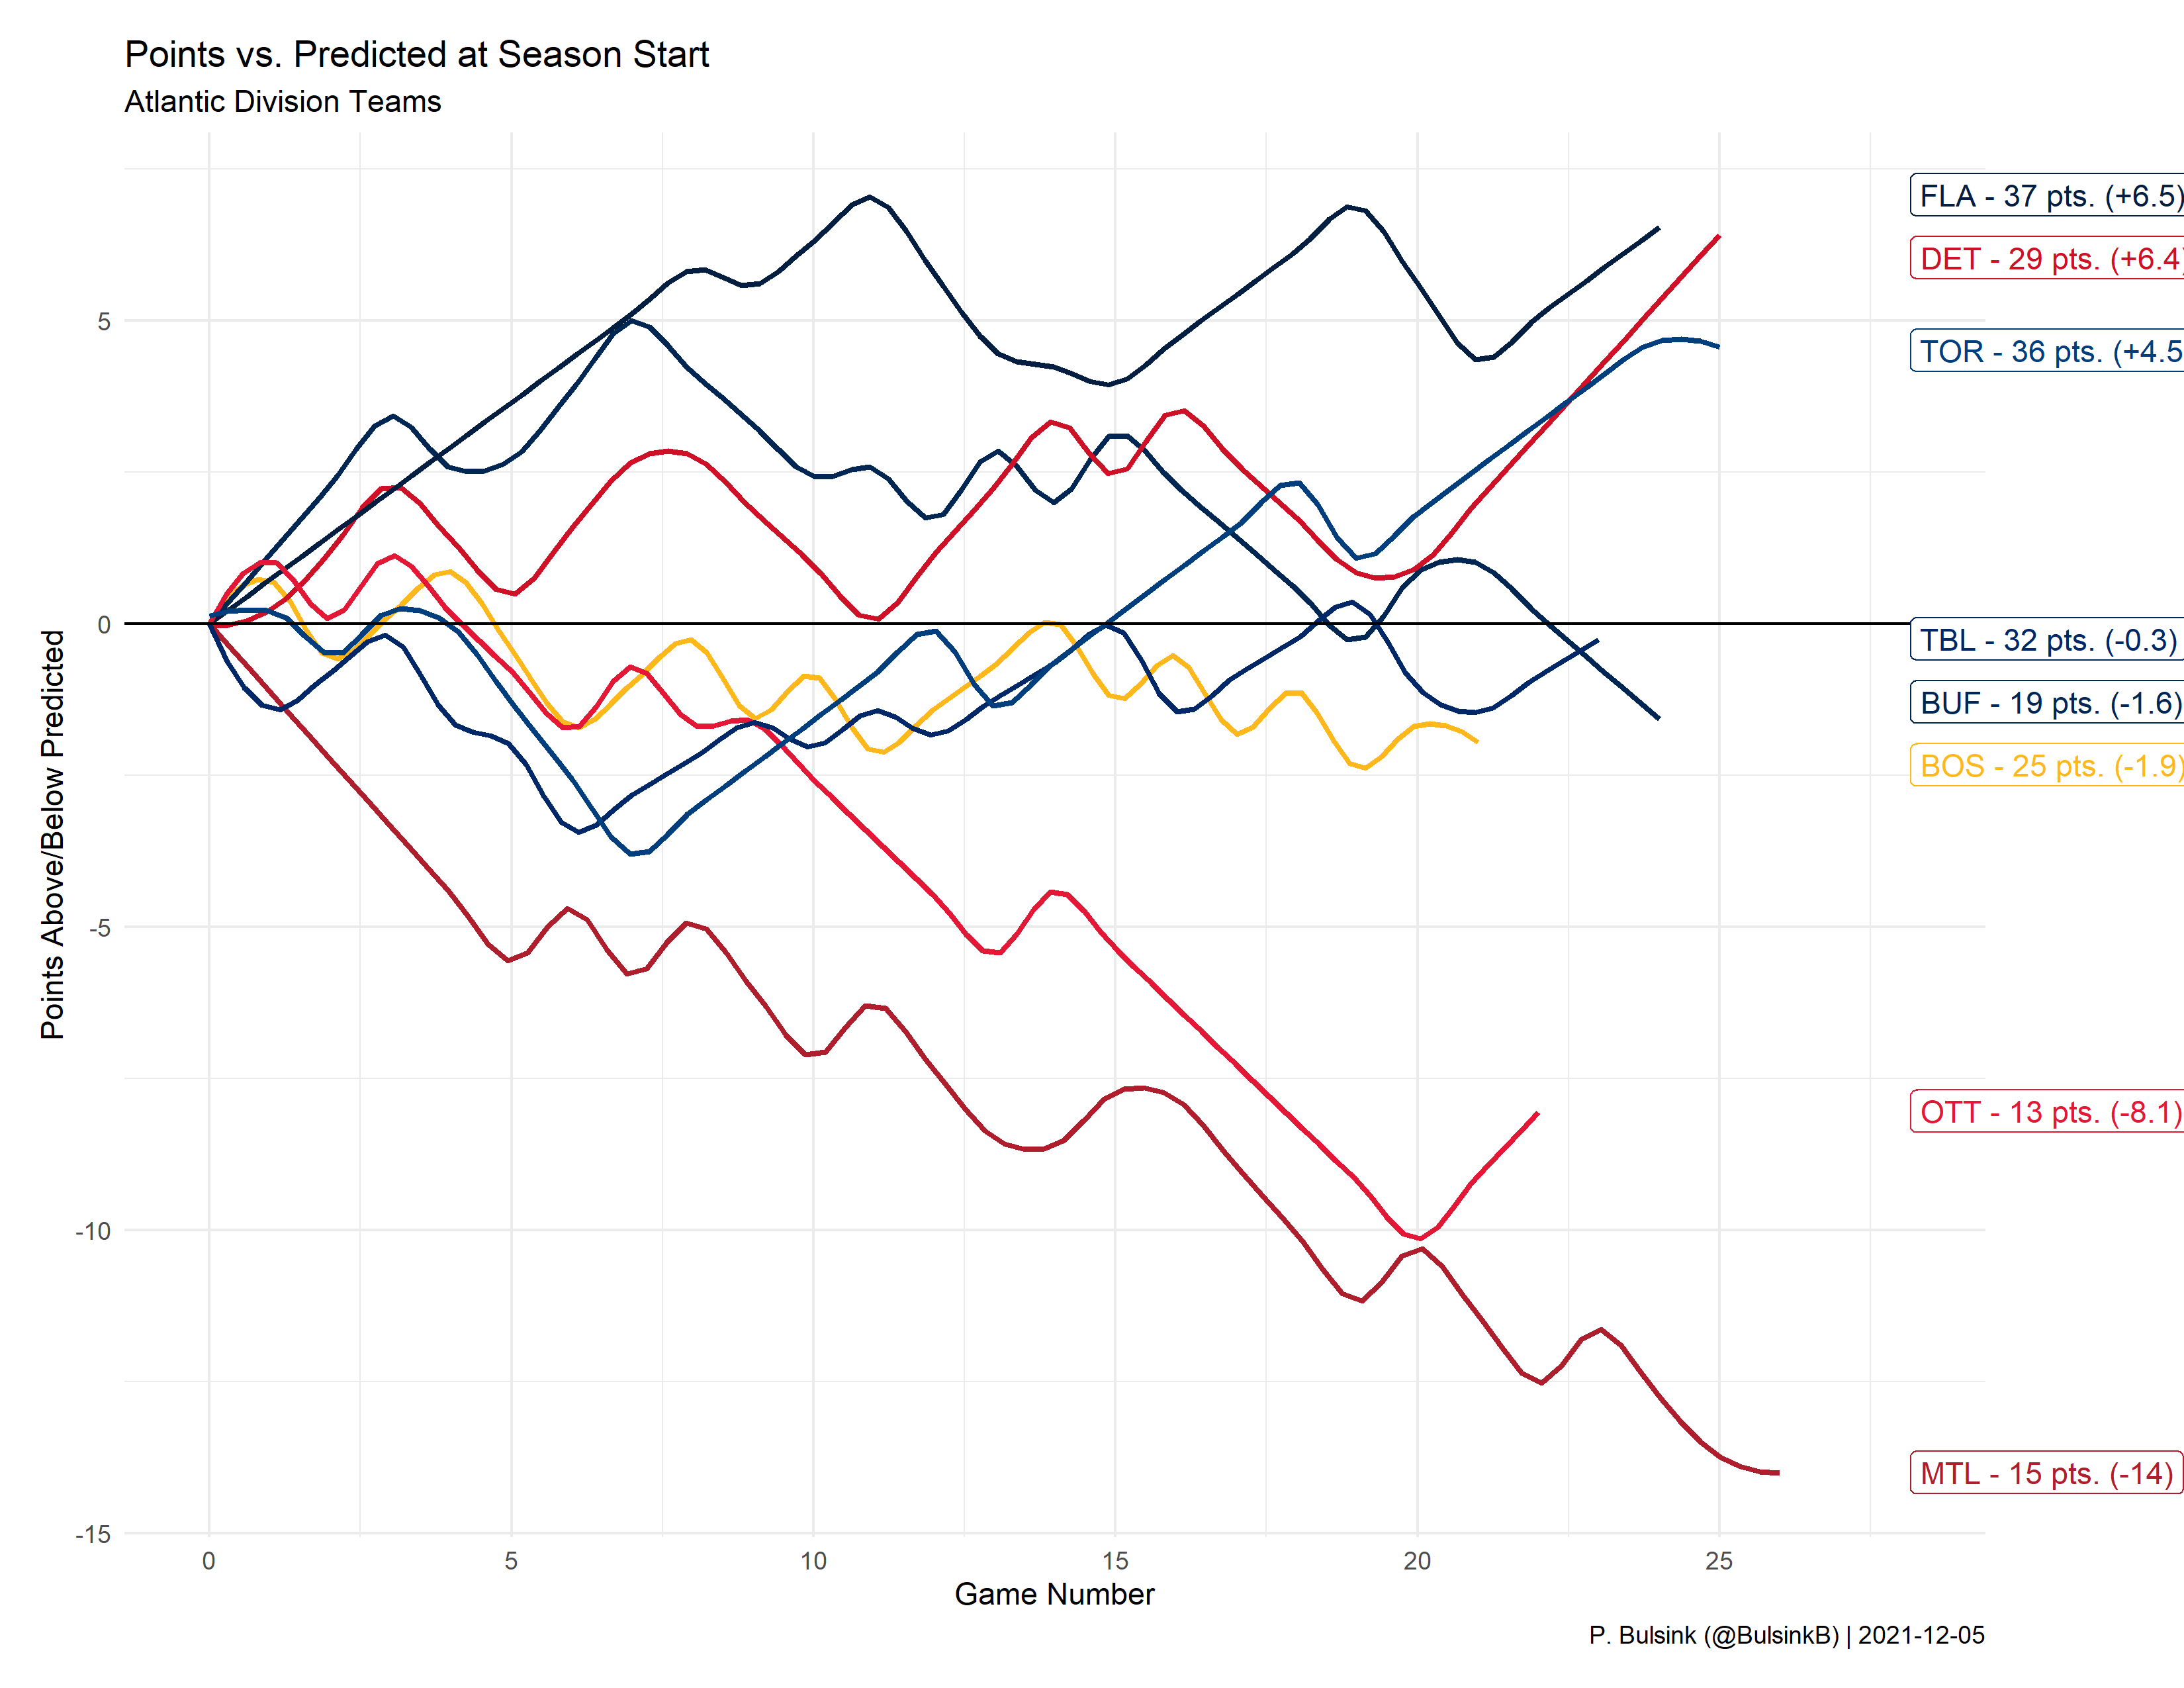 Points vs. Predicted at Season Start
Atlantic Division Teams
Points Above/Below Predicted
5
0
-5
-10
-15
0 5 10 15 20 25
Game Number
FLA - 37 pts. (+6.5)
DET - 29 pts. (+6.4)
TOR - 36 pts. (+4.5
TBL - 32 pts. (-0.3)
BUF - 19 pts. (-1.6)
BOS - 25 pts. (-1.9)
OTT - 13 pts. (-8.1)
MTL - 15 pts. (-14)
P. Bulsink (@BulsinkB) | 2021-12-05